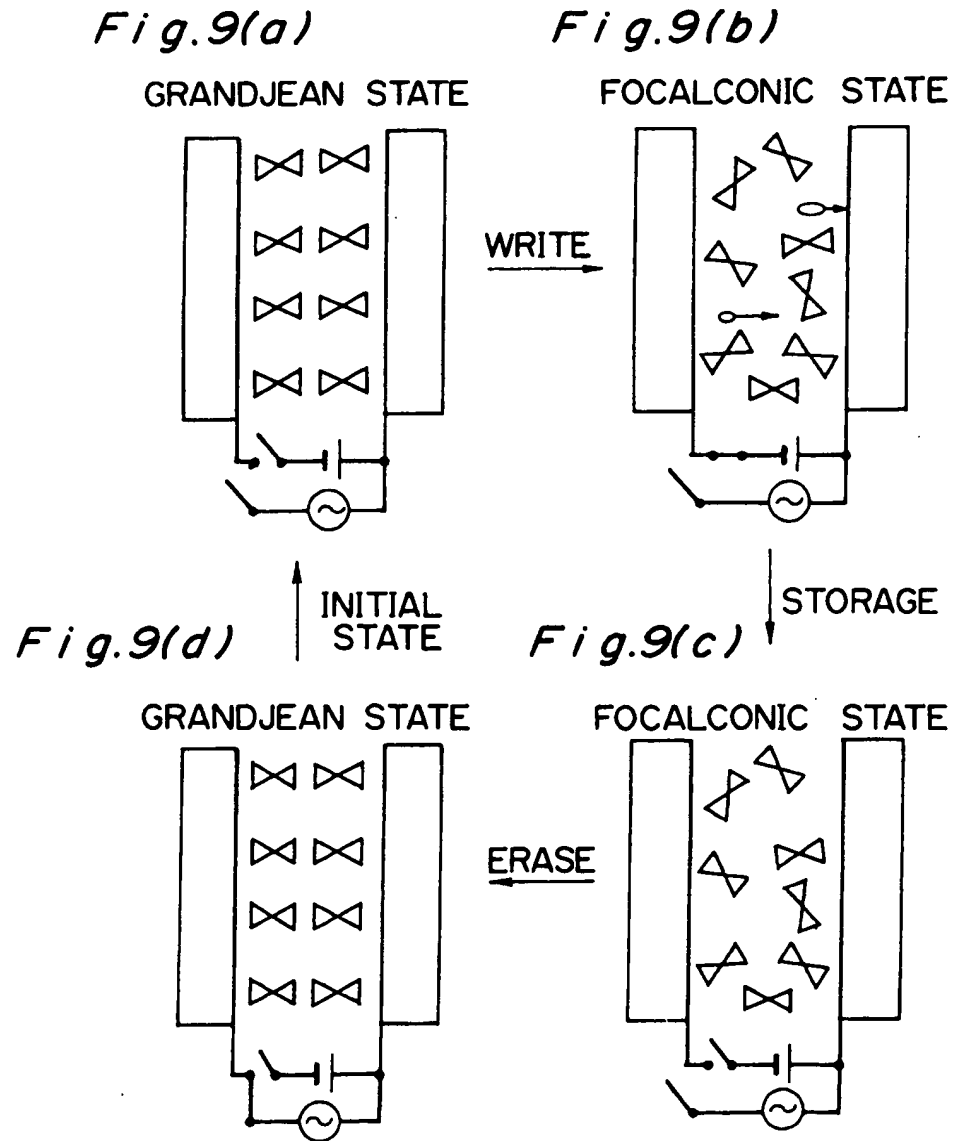 Fig.9(a)
Fig.9(b)
GRANDJEAN STATE
FOCALCONIC STATE
WRITE
INITIAL
STATE
STORAGE
Fig.9(d)
Fig.9(c)
GRANDJEAN STATE
FOCALCONIC STATE
ERASE